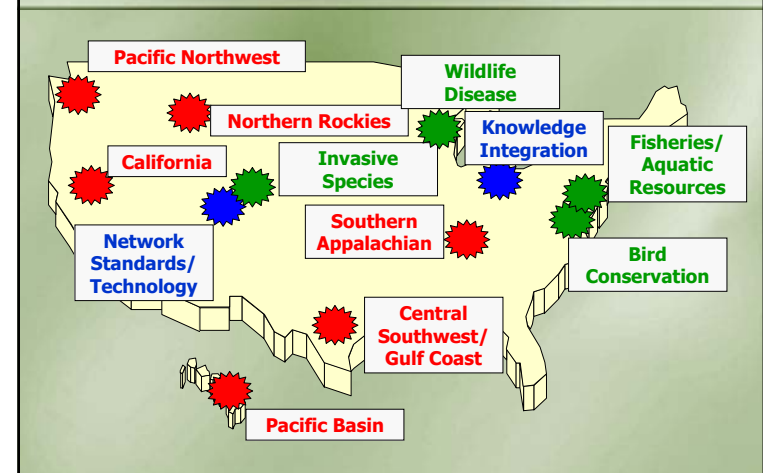 Pacific Northwest
Wildlife
Disease
Northern Rockies
Knowledge
Integration
Fisheries/
Aquatic
Resources
California
Invasive
Species
Southern
Appalachian
Network
Standards/
Technology
Bird
Conservation
Central
Southwest/
Gulf Coast
Pacific Basin